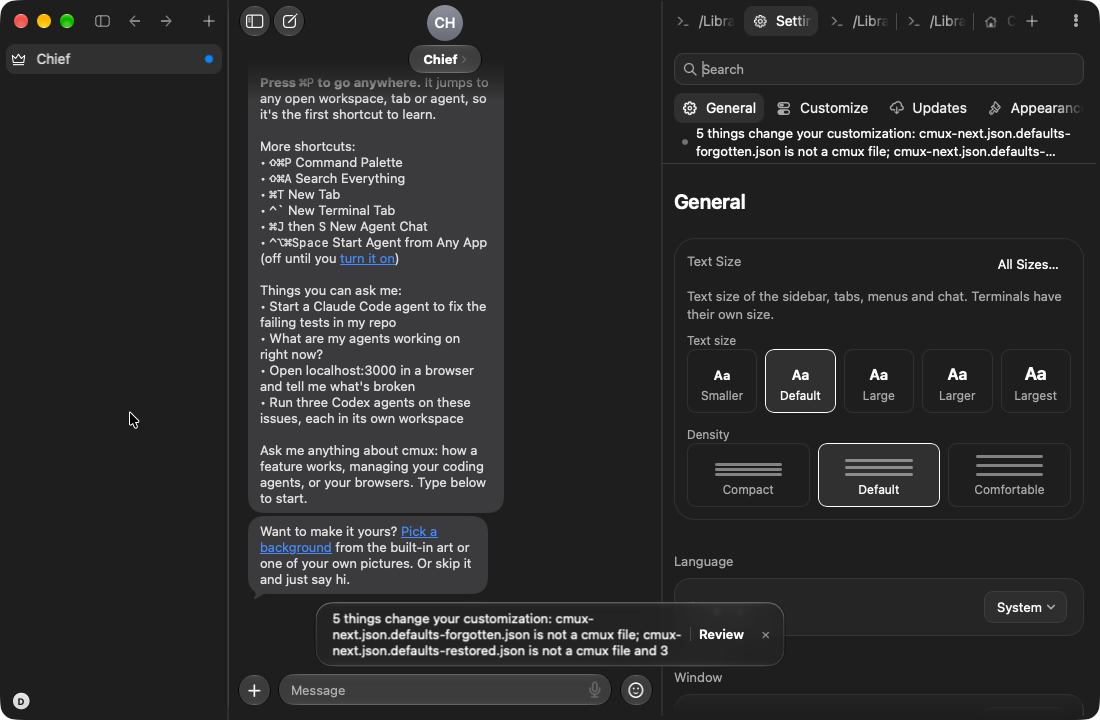 Chief
D
CH
Chief
Press ⌘P to go anywhere. It jumps to
any open workspace, tab or agent, so
it's the first shortcut to learn.
More shortcuts:
• ⇧⌘P Command Palette
• ⇧⌘A Search Everything
• ⌘T New Tab
• ^` New Terminal Tab
• ⌘J then S New Agent Chat
• ^⌥⌘Space Start Agent from Any App
(off until you turn it on)
Things you can ask me:
• Start a Claude Code agent to fix the
failing tests in my repo
• What are my agents working on
right now?
• Open localhost:3000 in a browser
and tell me what's broken
• Run three Codex agents on these
issues, each in its own workspace
Ask me anything about cmux: how a
feature works, managing your coding
agents, or your browsers. Type below
to start.
Want to make it yours? Pick a
background from the built-in art or
one of your own pictures. Or skip it
and just say hi.
5 things change your customization: cmux-
next.json.defaults-forgotten.json is not a cmux file; cmux-
next.json.defaults-restored.json is not a cmux file and 3
Review
Message
/Libra Settin /Libra /Libra C
Search
General Customize Updates Appearanc
5 things change your customization: cmux-next.json.defaults-
forgotten.json is not a cmux file; cmux-next.json.defaults-...
General
Text Size
All Sizes...
Text size of the sidebar, tabs, menus and chat. Terminals have
their own size.
Text size
Aa Aa Aa Aa Aa
Smaller Default Large Larger Largest
Density
Compact Default Comfortable
Language
System
Window